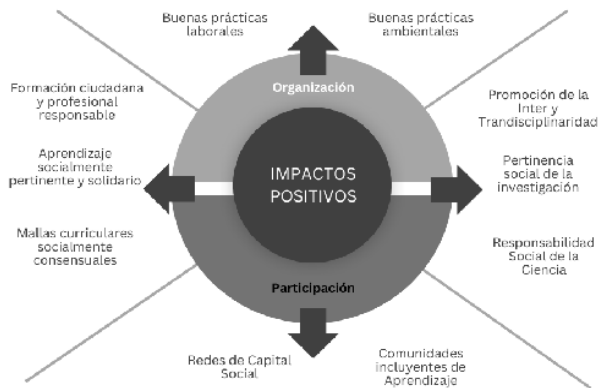 Buenas prácticas
laborales
Buenas prácticas
ambientales
Organización
Formación ciudadana
y profesional
responsable
Promoción de la
Inter y
Trandisciplinaridad
Aprendizaje
socialmente
pertinente y solidario
IMPACTOS
POSITIVOS
Pertinencia
social de la
investigación
Mallas curriculares
socialmente
consensuales
Responsabilidad
Social de la
Ciencia
Participación
Redes de Capital
Social
Comunidades
incluyentes de
Aprendizaje